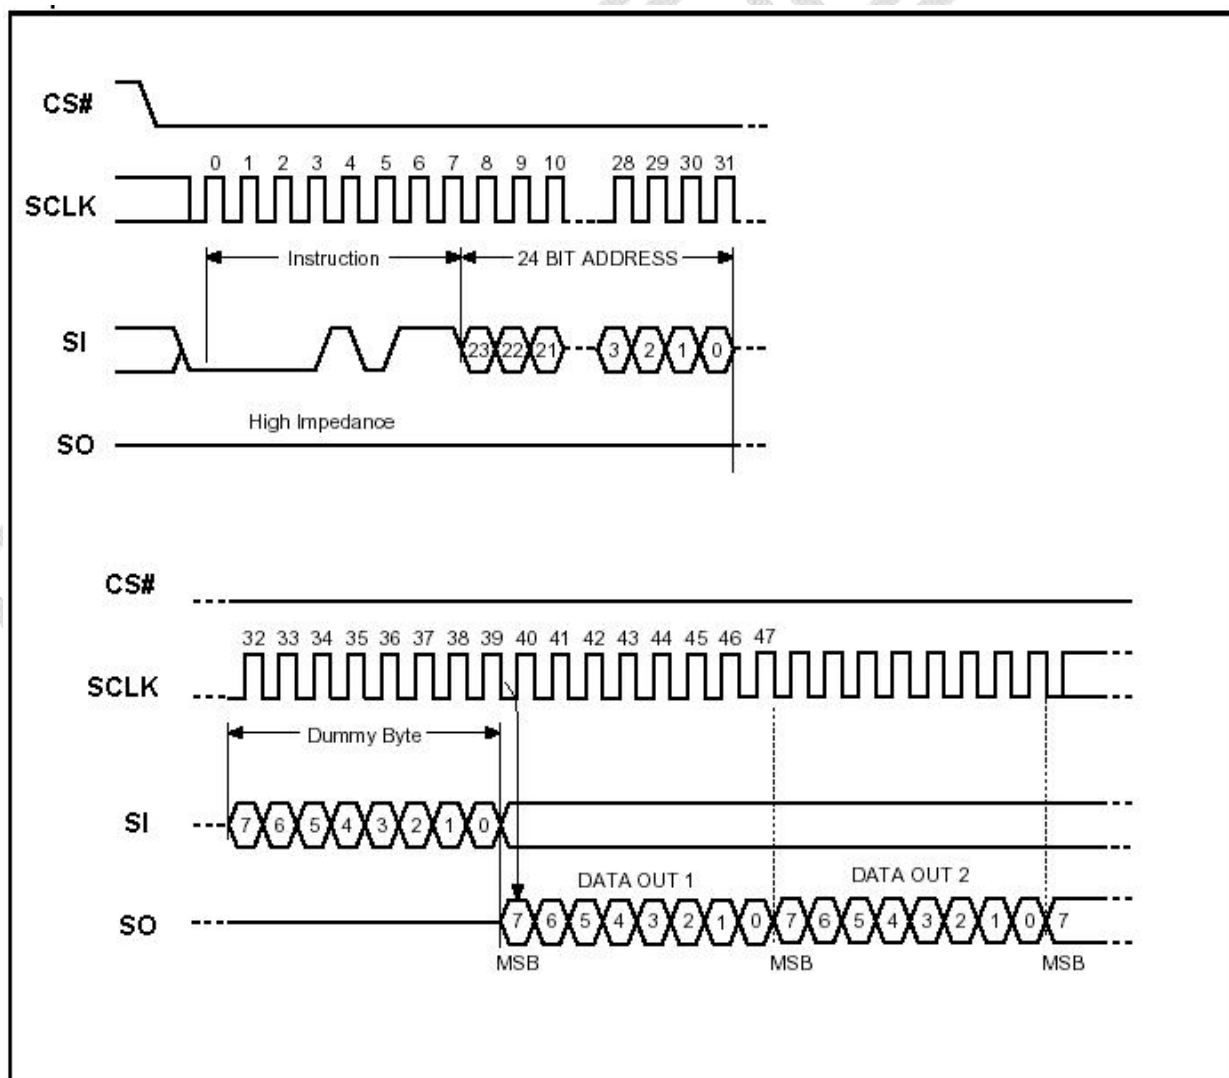 CS#
0 1 2 3 4 5 6 7 8 9 10 28 29 30 31
SCLK
Instruction 24 BIT ADDRESS
SI 23 22 21 3 2 1 0
High Impedance
SO
CS#
32 33 34 35 36 37 38 39 40 41 42 43 44 45 46 47
SCLK
Dummy Byte
SI 7 6 5 4 3 2 1 0
DATA OUT 1 DATA OUT 2
SO 7 6 5 4 3 2 1 0 7 6 5 4 3 2 1 0 7
MSB MSB MSB